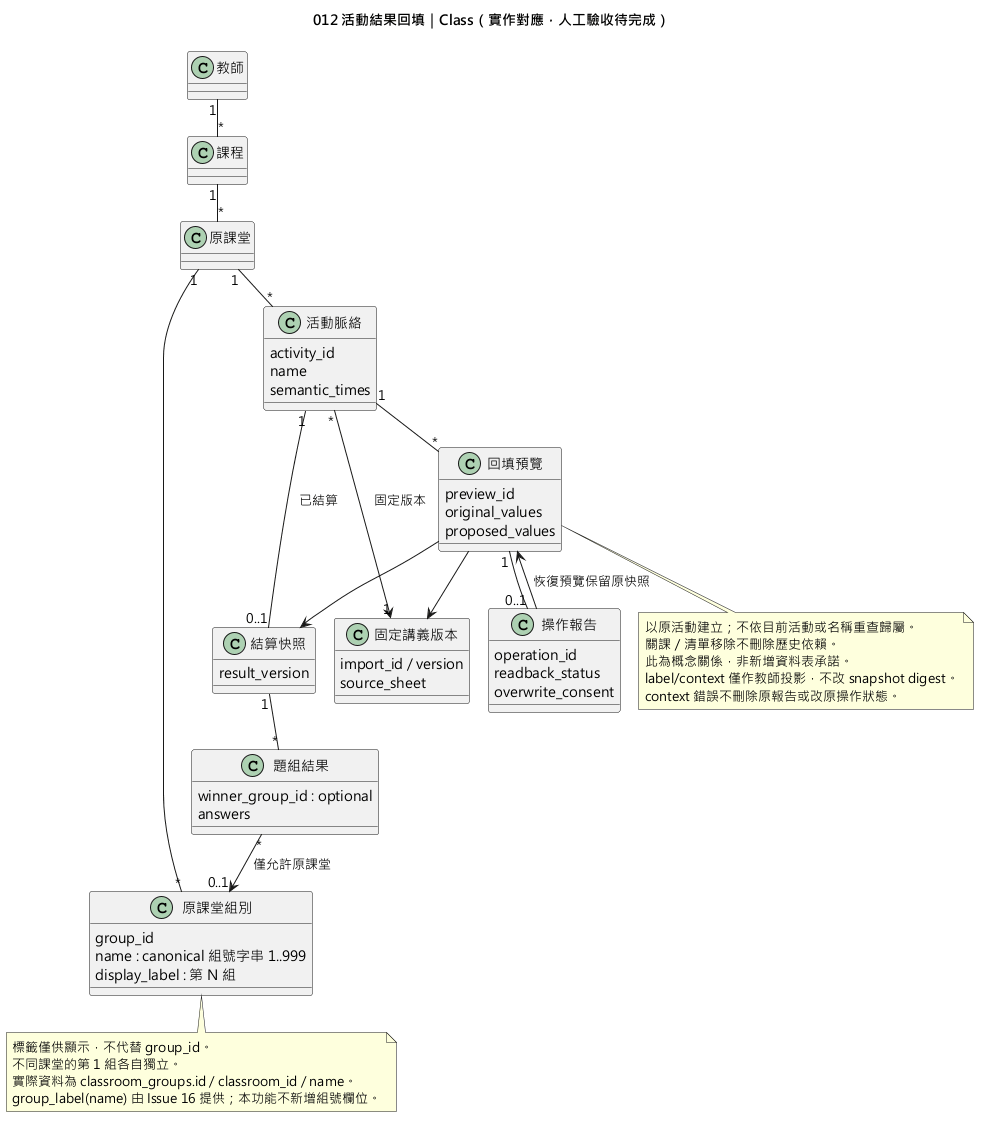 012 活動結果回填｜Class（實作對應，人工驗收待完成）
C 教師
1
*
C 課程
1
*
C 原課堂
1
1
*
C 活動脈絡
activity_id
name
semantic_times
1
1
*
*
C 回填預覽
preview_id
original_values
proposed_values
已結算
固定版本
1
恢復預覽保留原快照
0..1
1
0..1
C 結算快照
result_version
C 固定講義版本
import_id / version
source_sheet
C 操作報告
operation_id
readback_status
overwrite_consent
以原活動建立；不依目前活動或名稱重查歸屬。
關課 / 清單移除不刪除歷史依賴。
此為概念關係，非新增資料表承諾。
label/context 僅作教師投影，不改 snapshot digest。
context 錯誤不刪除原報告或改原操作狀態。
1
*
C 題組結果
winner_group_id : optional
answers
*
僅允許原課堂
*
0..1
C 原課堂組別
group_id
name : canonical 組號字串 1..999
display_label : 第 N 組
標籤僅供顯示，不代替 group_id。
不同課堂的第 1 組各自獨立。
實際資料為 classroom_groups.id / classroom_id / name。
group_label(name) 由 Issue 16 提供；本功能不新增組號欄位。